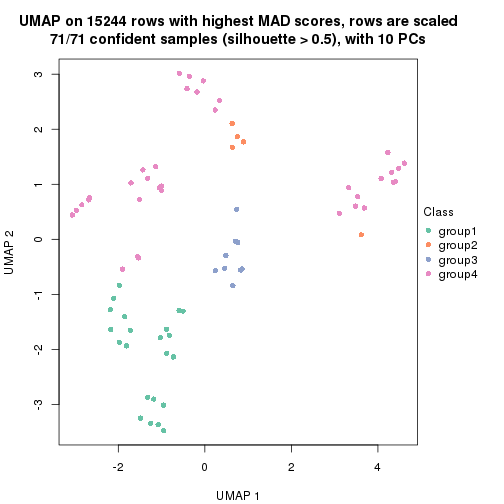 UMAP on 15244 rows with highest MAD scores, rows are scaled
71/71 confident samples (silhouette > 0.5), with 10 PCs
3
2
1
0
-1
-2
-3
UMAP 2
-2
0
2
4
UMAP 1
Class
group1
group2
group3
group4